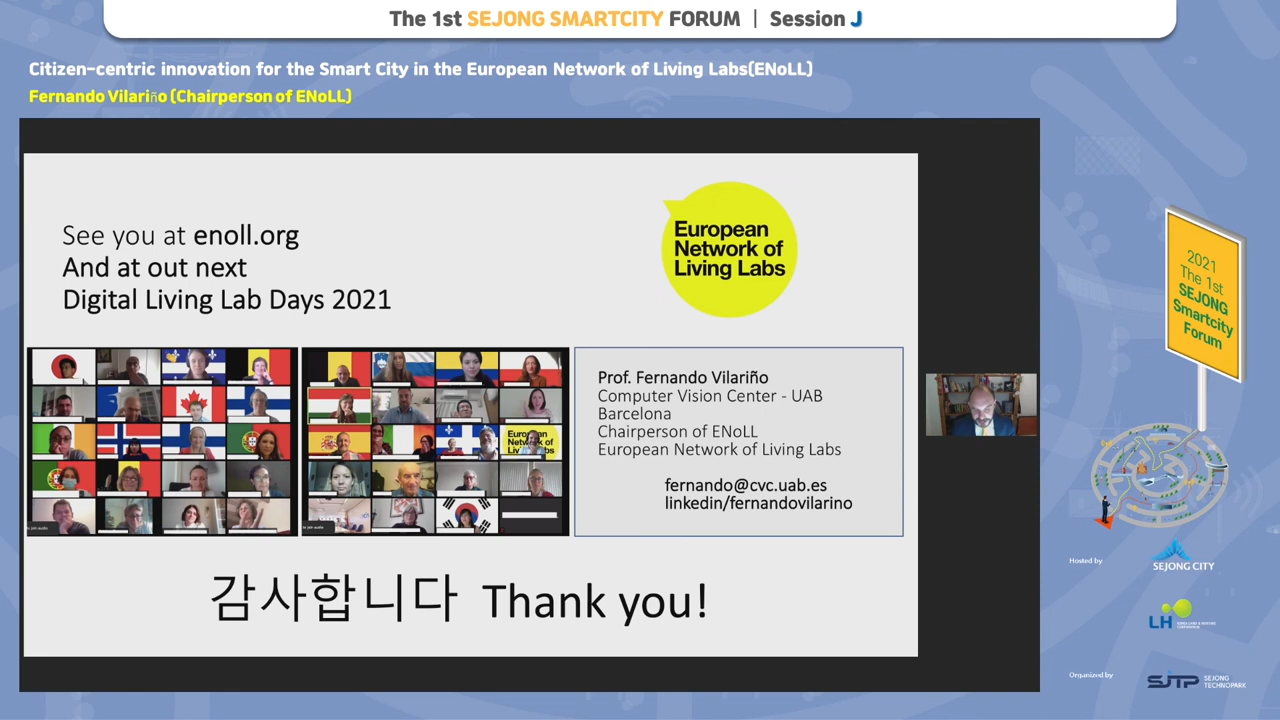 The 1st SEJONG SMARTCITY FORUM | Session J
Citizen-centric innovation for the Smart City in the European Network of Living Labs(ENoLL)
Fernando Vilariño (Chairperson of ENoLL)
See you at enoll.org
And at out next
Digital Living Lab Days 2021
European
Network of
Living Labs
Prof. Fernando Vilariño
Computer Vision Center - UAB
Barcelona
Chairperson of ENoLL
European Network of Living Labs
fernando@cvc.uab.es
linkedin/fernandovilarino
감사합니다 Thank you!
2021
The 1st
SEJONG
Smartcity
Forum
Hosted by
SEJONG CITY
LH
Organized by
SJTP SEJONG
TECHNOPARK